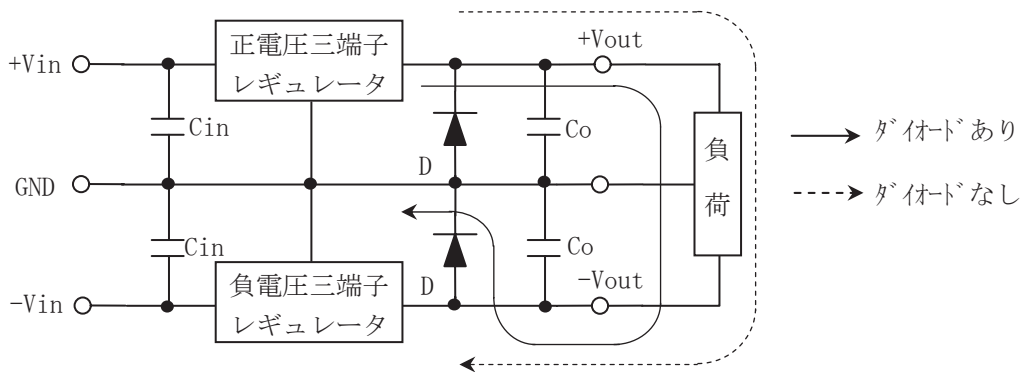 正電圧三端子
レギュレータ
+Vout
+Vin
Cin
Co
D
負
荷
GND
Cin
Co
D
-Vout
-Vin
負電圧三端子
レギュレータ
ﾀﾞｲｵｰﾄﾞあり
ﾀﾞｲｵｰﾄﾞなし